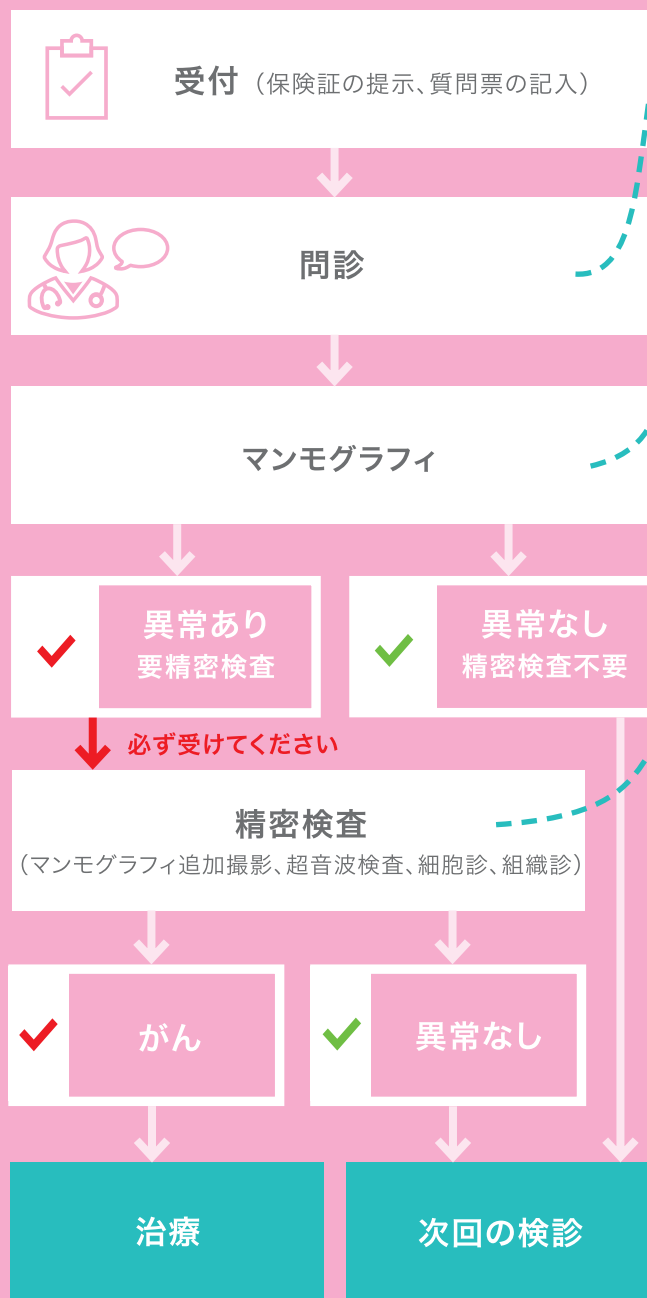 受付（保険証の提示、質問票の記入）
問診
マンモグラフィ
異常あり
要精密検査
異常なし
精密検査不要
必ず受けてください
精密検査
（マンモグラフィ追加撮影、超音波検査、細胞診、組織診）
がん
異常なし
治療
次回の検診